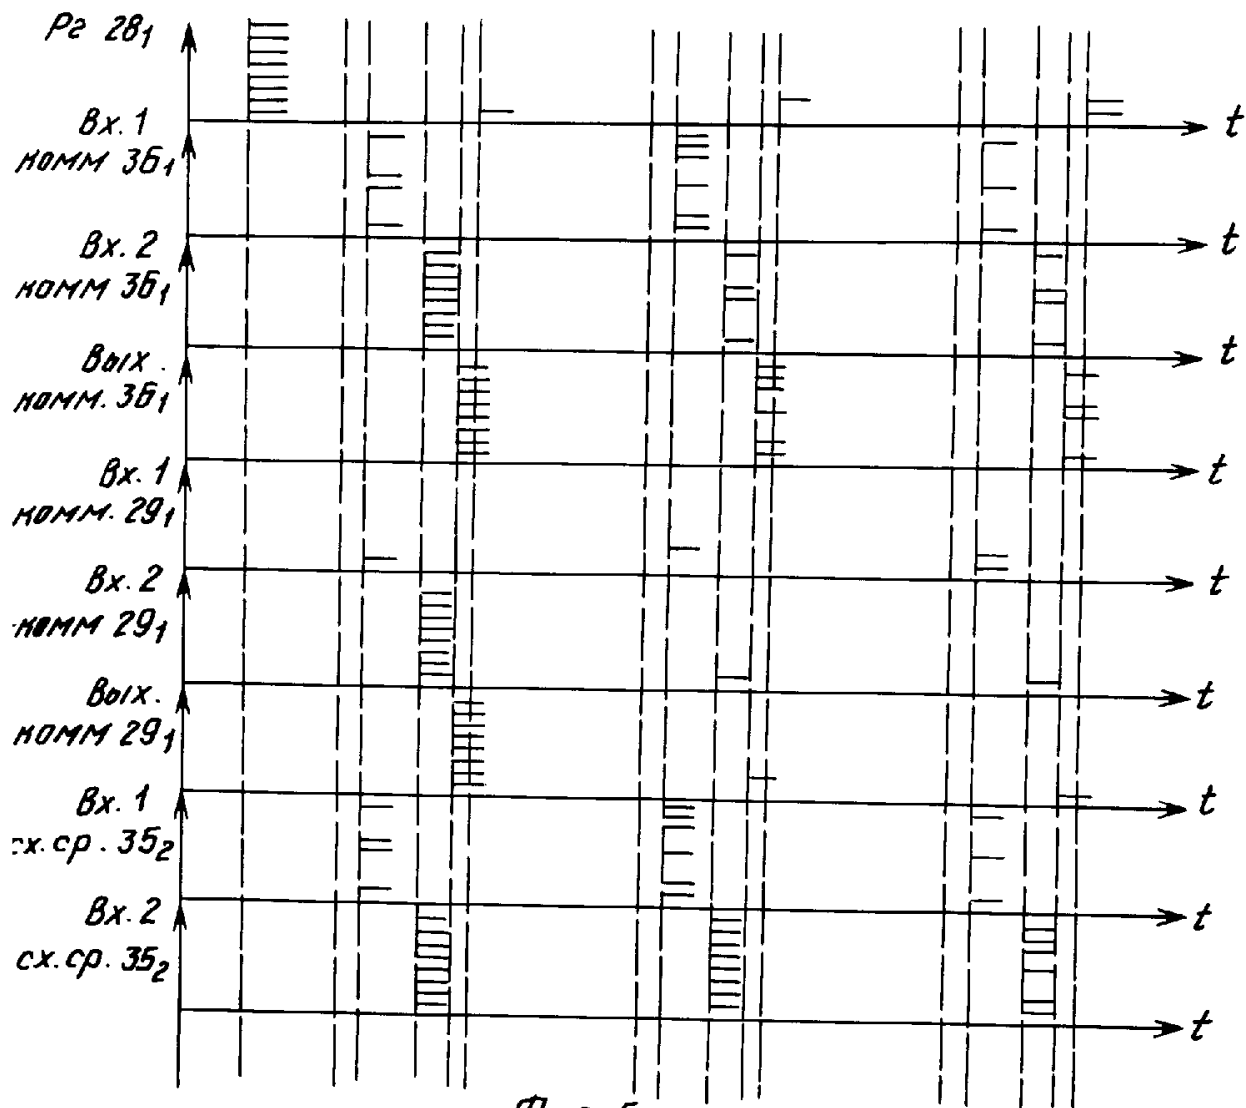 Рг 28₁
t
Вх. 1
комм 36₁
t
Вх. 2
комм 36₁
t
Вых.
комм. 36₁
t
Вх. 1
комм. 29₁
t
Вх. 2
комм 29₁
t
Вых.
комм 29₁
t
Вх. 1
сх. ср. 35₂
t
Вх. 2
сх. ср. 35₂
t